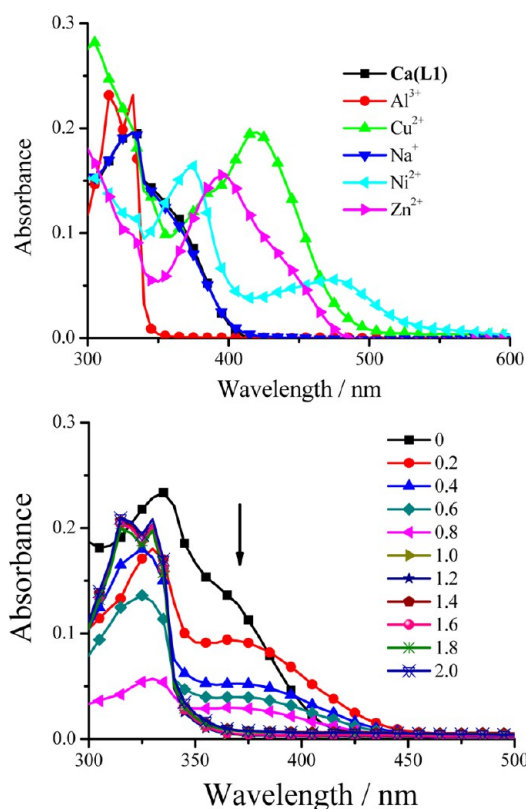 0.3
Ca(L1)
Al³⁺
Cu²⁺
Na⁺
Ni²⁺
Zn²⁺
0.2
0.1
0.0
Absorbance
300 400 500 600
Wavelength / nm
0.3
0
0.2
0.4
0.6
0.8
1.0
1.2
1.4
1.6
1.8
2.0
0.2
0.1
0.0
Absorbance
300 350 400 450 500
Wavelength / nm